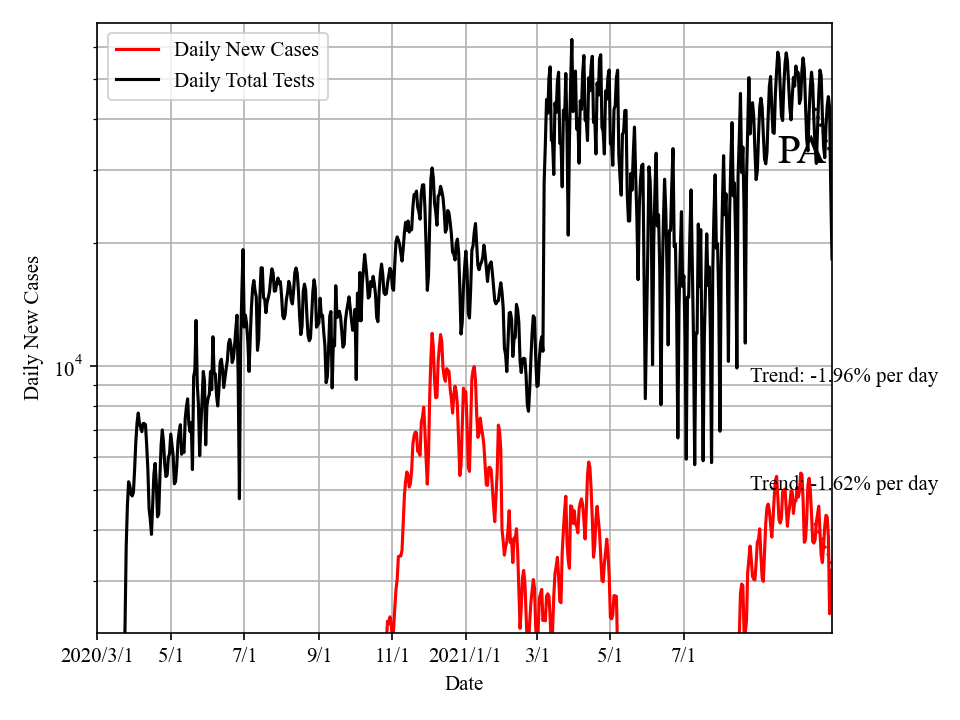 Daily New Cases
Daily Total Tests
PA
Daily New Cases
10^4
Trend: -1.96% per day
Trend: -1.62% per day
2020/3/1 5/1 7/1 9/1 11/1 2021/1/1 3/1 5/1 7/1
Date